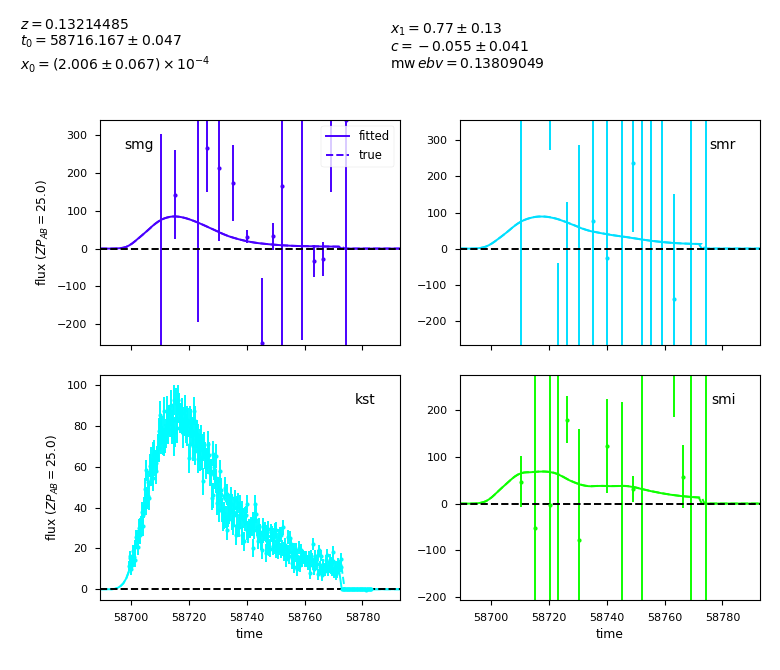 z = 0.13214485
t₀ = 58716.167 ± 0.047
x₀ = (2.006 ± 0.067) × 10⁻⁴
x₁ = 0.77 ± 0.13
c = −0.055 ± 0.041
mw ebv = 0.13809049
smg
fitted
true
300
200
100
0
−100
−200
flux (ZP_AB = 25.0)
smr
300
200
100
0
−100
−200
kst
100
80
60
40
20
0
flux (ZP_AB = 25.0)
58700 58720 58740 58760 58780
time
smi
200
100
0
−100
−200
58700 58720 58740 58760 58780
time